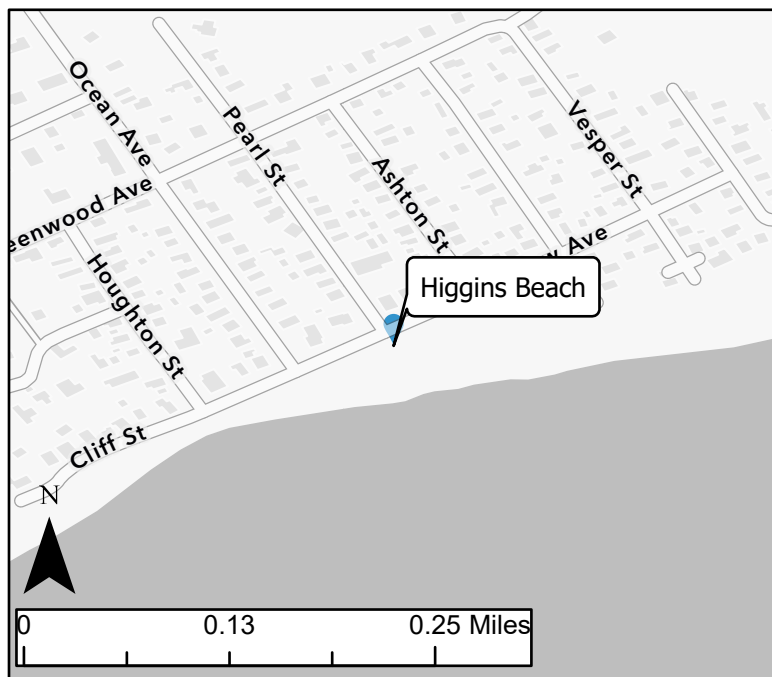 Ocean Ave
Pearl St
Vesper St
Ashton St
eenwood Ave
Ave
Houghton St
Higgins Beach
Cliff St
N
0 0.13 0.25 Miles